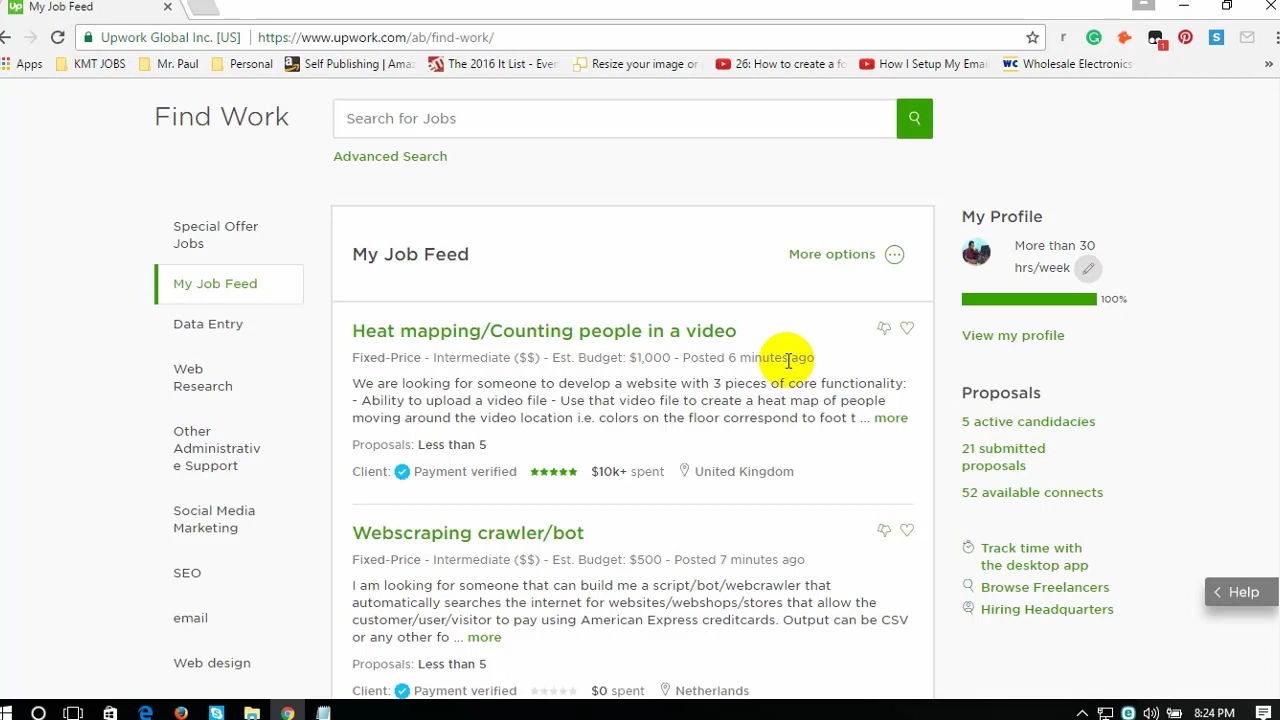 Up My Job Feed
Upwork Global Inc. [US] https://www.upwork.com/ab/find-work/
Apps KMT JOBS Mr. Paul Personal Self Publishing | Amaz The 2016 It List - Even Resize your image or 26: How to create a fo How I Setup My Emai WC Wholesale Electronics »
Find Work
Search for Jobs
Advanced Search
Special Offer
Jobs
My Job Feed
Data Entry
Web
Research
Other
Administrativ
e Support
Social Media
Marketing
SEO
email
Web design
My Job Feed
More options
Heat mapping/Counting people in a video
Fixed-Price - Intermediate ($$) - Est. Budget: $1,000 - Posted 6 minutes ago
We are looking for someone to develop a website with 3 pieces of core functionality:
- Ability to upload a video file - Use that video file to create a heat map of people
moving around the video location i.e. colors on the floor correspond to foot t ... more
Proposals: Less than 5
Client: Payment verified $10k+ spent United Kingdom
Webscraping crawler/bot
Fixed-Price - Intermediate ($$) - Est. Budget: $500 - Posted 7 minutes ago
I am looking for someone that can build me a script/bot/webcrawler that
automatically searches the internet for websites/webshops/stores that allow the
customer/user/visitor to pay using American Express creditcards. Output can be CSV
or any other fo ... more
Proposals: Less than 5
Client: Payment verified $0 spent Netherlands
My Profile
More than 30
hrs/week
100%
View my profile
Proposals
5 active candidacies
21 submitted
proposals
52 available connects
Track time with
the desktop app
Browse Freelancers
Hiring Headquarters
Help
8:24 PM